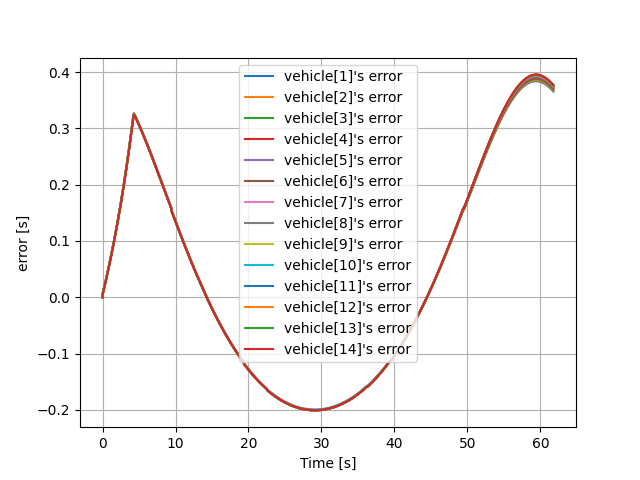 0.4
0.3
0.2
0.1
0.0
−0.1
−0.2
error [s]
vehicle[1]'s error
vehicle[2]'s error
vehicle[3]'s error
vehicle[4]'s error
vehicle[5]'s error
vehicle[6]'s error
vehicle[7]'s error
vehicle[8]'s error
vehicle[9]'s error
vehicle[10]'s error
vehicle[11]'s error
vehicle[12]'s error
vehicle[13]'s error
vehicle[14]'s error
0 10 20 30 40 50 60
Time [s]